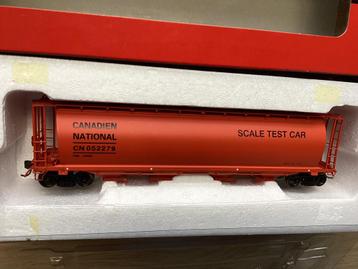 CANADIEN
NATIONAL
CN 052279
SCALE TEST CAR